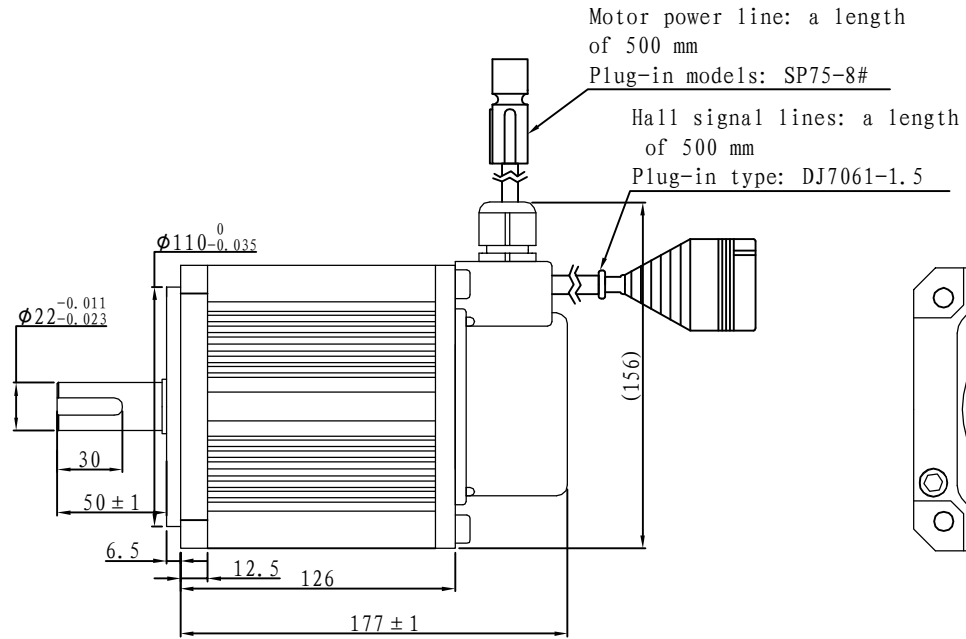 Motor power line: a length
of 500 mm
Plug-in models: SP75-8#
Hall signal lines: a length
of 500 mm
Plug-in type: DJ7061-1.5
ϕ110 0 -0.035
ϕ22 -0.011 -0.023
(156)
30
50±1
6.5
12.5
126
177±1